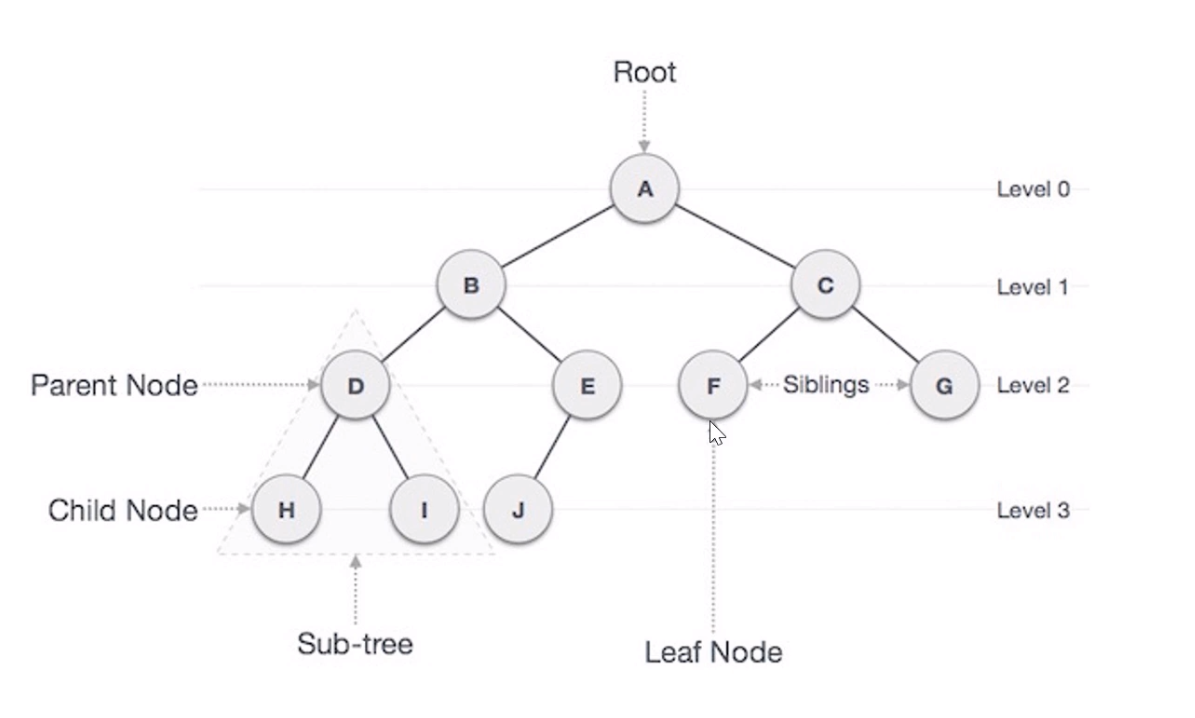 Root
A
Level 0
B
C
Level 1
Parent Node
D
E
F
Siblings
G
Level 2
Child Node
H
I
J
Level 3
Sub-tree
Leaf Node